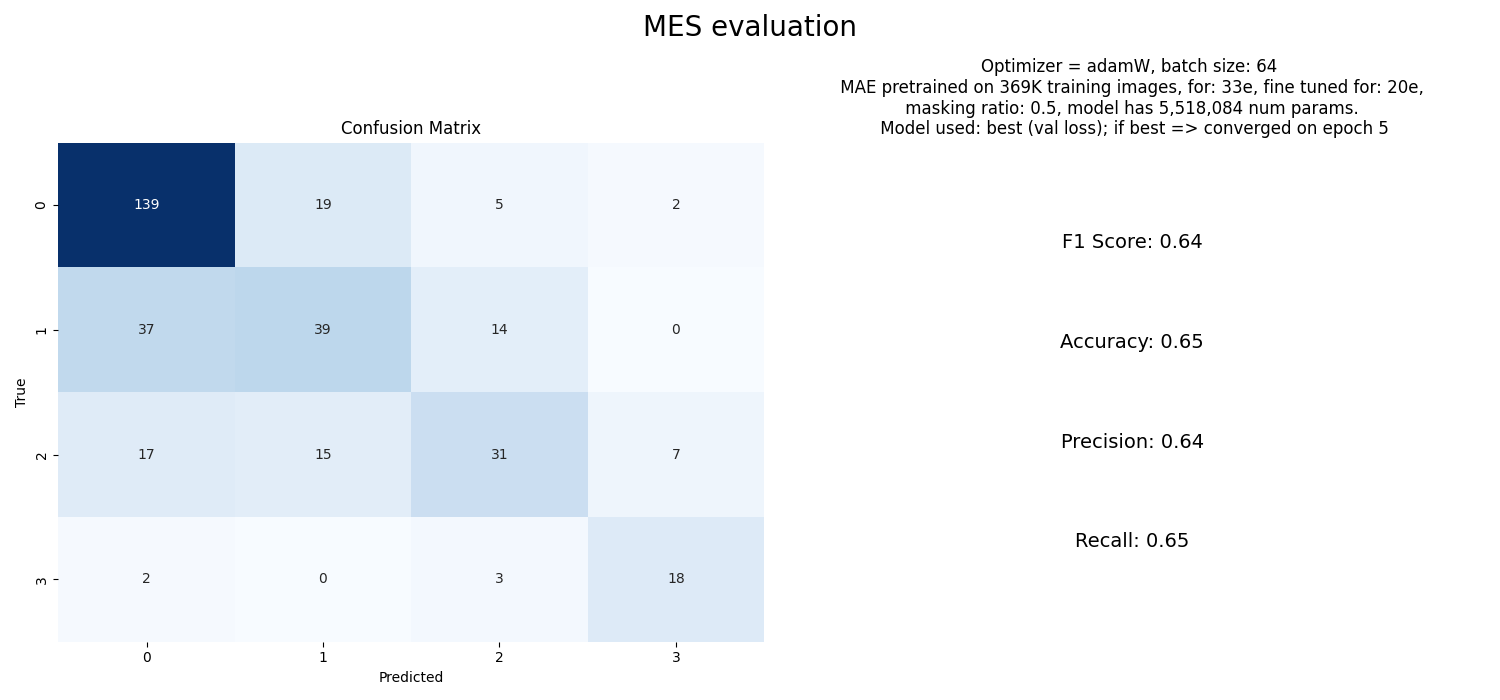 MES evaluation
Optimizer = adamW, batch size: 64
MAE pretrained on 369K training images, for: 33e, fine tuned for: 20e,
masking ratio: 0.5, model has 5,518,084 num params.
Model used: best (val loss); if best => converged on epoch 5
Confusion Matrix
0 139 19 5 2
1 37 39 14 0
2 17 15 31 7
3 2 0 3 18
0 1 2 3
True
Predicted
F1 Score: 0.64
Accuracy: 0.65
Precision: 0.64
Recall: 0.65